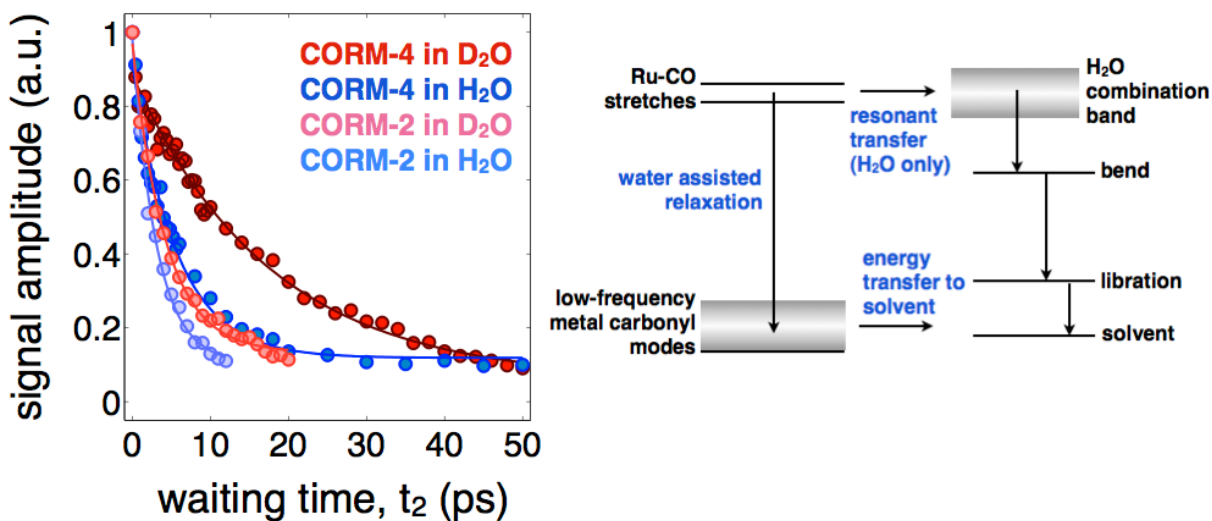 signal amplitude (a.u.)
1
0.8
0.6
0.4
0.2
0
0
10
20
30
40
50
waiting time, t₂ (ps)
CORM-4 in D₂O
CORM-4 in H₂O
CORM-2 in D₂O
CORM-2 in H₂O
Ru-CO
stretches
water assisted
relaxation
low-frequency
metal carbonyl
modes
resonant
transfer
(H₂O only)
energy
transfer to
solvent
H₂O
combination
band
bend
libration
solvent